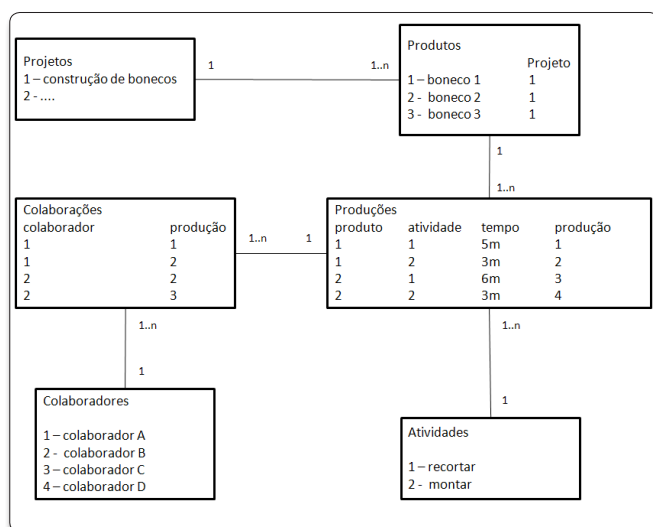 Projetos
1 – construção de bonecos
2 - ....
1
1..n
Produtos
Projeto
1 – boneco 1 1
2 - boneco 2 1
3 - boneco 3 1
1
1..n
Colaborações
colaborador produção
1 1
1 2
2 2
2 3
1..n
1
Produções
produto atividade tempo produção
1 1 5m 1
1 2 3m 2
2 1 6m 3
2 2 3m 4
1..n
1
1..n
1
Colaboradores
1 – colaborador A
2 - colaborador B
3 – colaborador C
4 – colaborador D
Atividades
1 – recortar
2 - montar